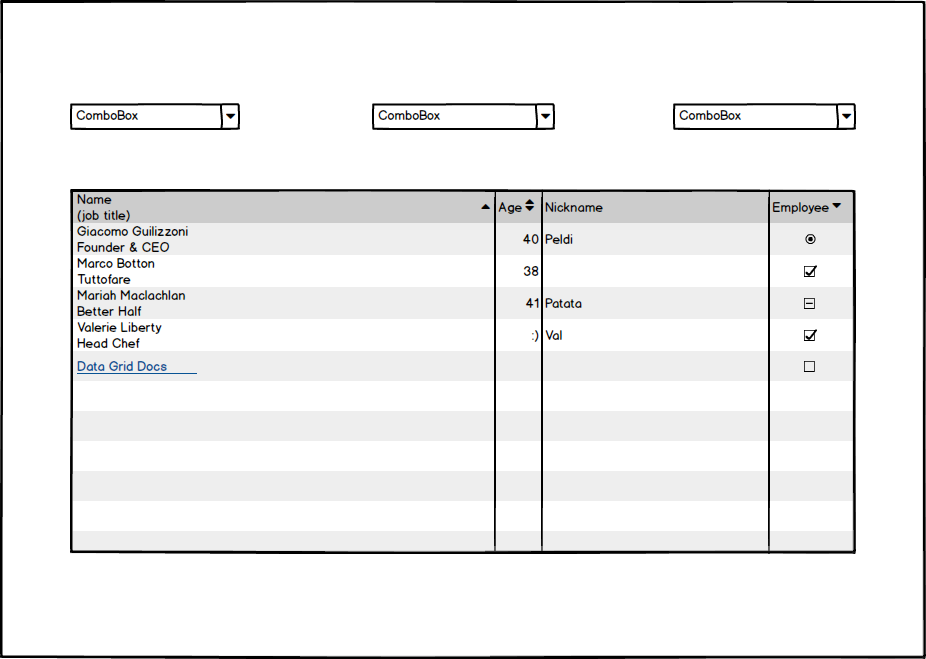 ComboBox ComboBox ComboBox
Name
(job title)
Age Nickname Employee
Giacomo Guilizzoni
Founder & CEO
40 Peldi
Marco Botton
Tuttofare
38
Mariah Maclachlan
Better Half
41 Patata
Valerie Liberty
Head Chef
:) Val
Data Grid Docs